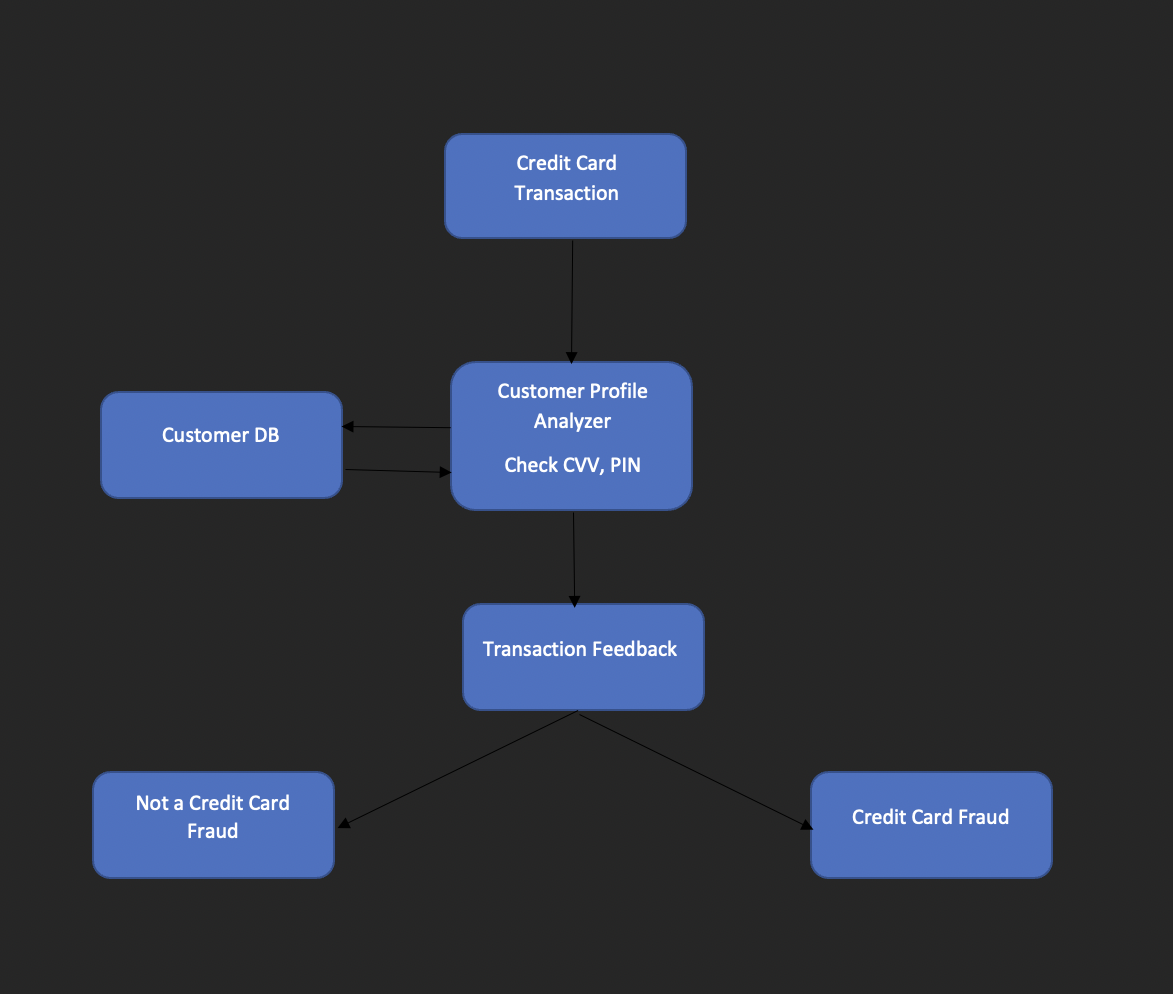 Credit Card
Transaction
Customer Profile
Analyzer
Check CVV, PIN
Customer DB
Transaction Feedback
Not a Credit Card
Fraud
Credit Card Fraud